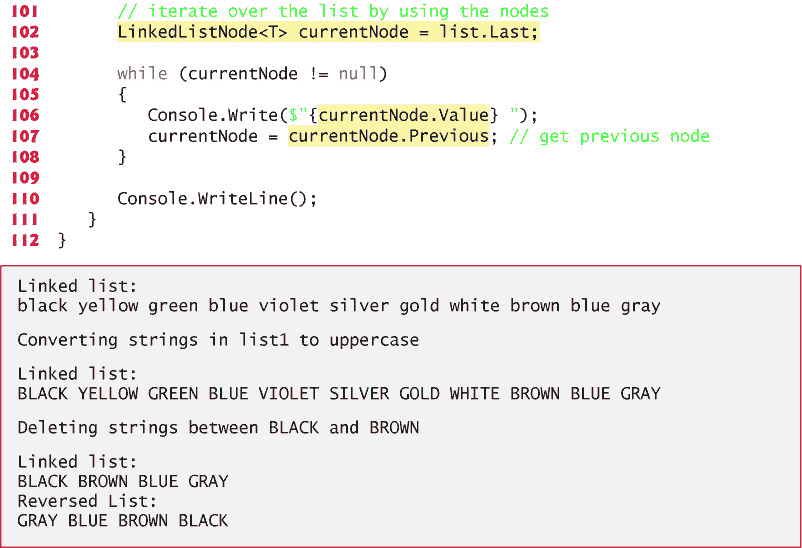 101 // iterate over the list by using the nodes
102 LinkedListNode<T> currentNode = list.Last;
103
104 while (currentNode != null)
105 {
106 Console.Write($"{currentNode.Value} ");
107 currentNode = currentNode.Previous; // get previous node
108 }
109
110 Console.WriteLine();
111 }
112 }
Linked list:
black yellow green blue violet silver gold white brown blue gray
Converting strings in list1 to uppercase
Linked list:
BLACK YELLOW GREEN BLUE VIOLET SILVER GOLD WHITE BROWN BLUE GRAY
Deleting strings between BLACK and BROWN
Linked list:
BLACK BROWN BLUE GRAY
Reversed List:
GRAY BLUE BROWN BLACK